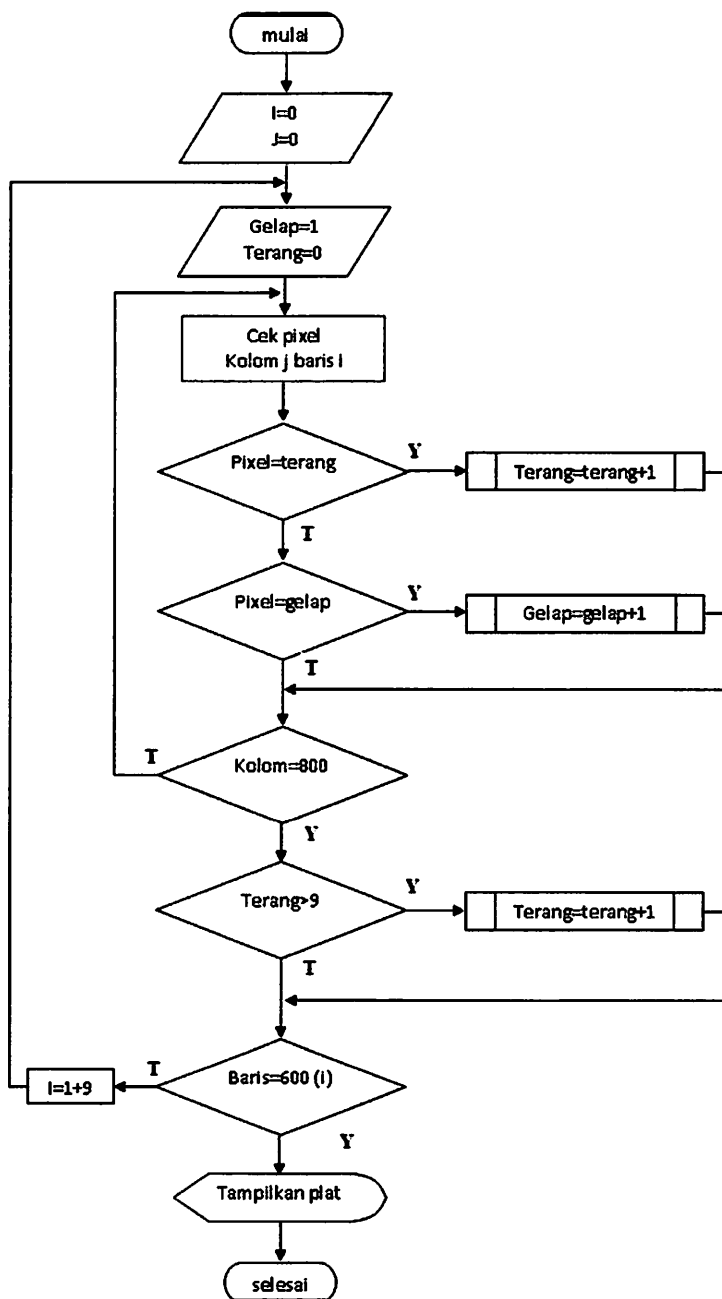 mulai
I=0
J=0
Gelap=1
Terang=0
Cek pixel
Kolom j baris i
Pixel=terang
Y
Terang=terang+1
T
Pixel=gelap
Y
Gelap=gelap+1
T
T
Kolom=800
Y
Terang>9
Y
Terang=terang+1
T
I=1+9
T
Baris=600 (i)
Y
Tampilkan plat
selesai